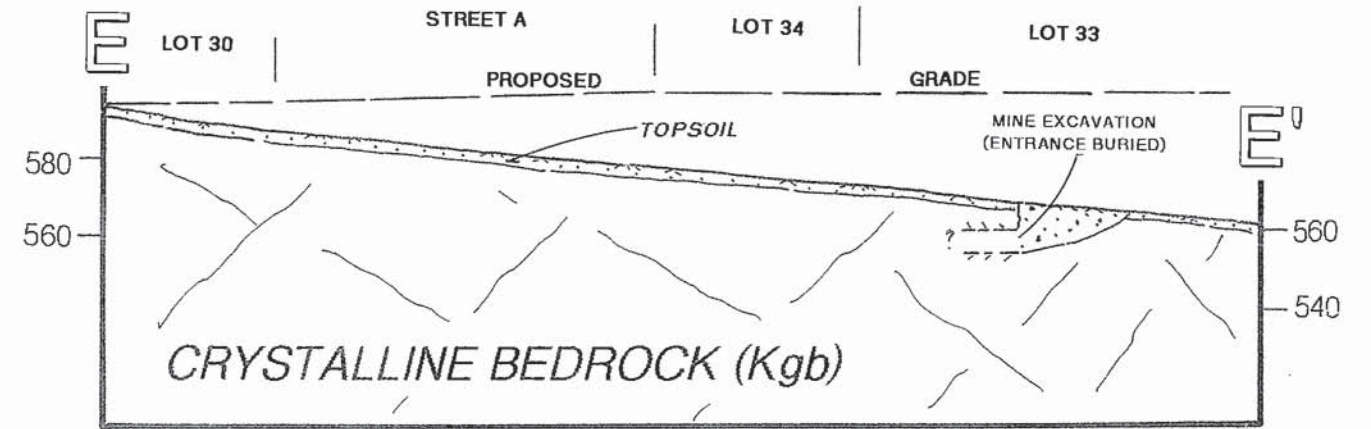 E
LOT 30
STREET A
LOT 34
LOT 33
PROPOSED
GRADE
E'
TOPSOIL
MINE EXCAVATION
(ENTRANCE BURIED)
580
560
?
560
540
CRYSTALLINE BEDROCK (Kgb)